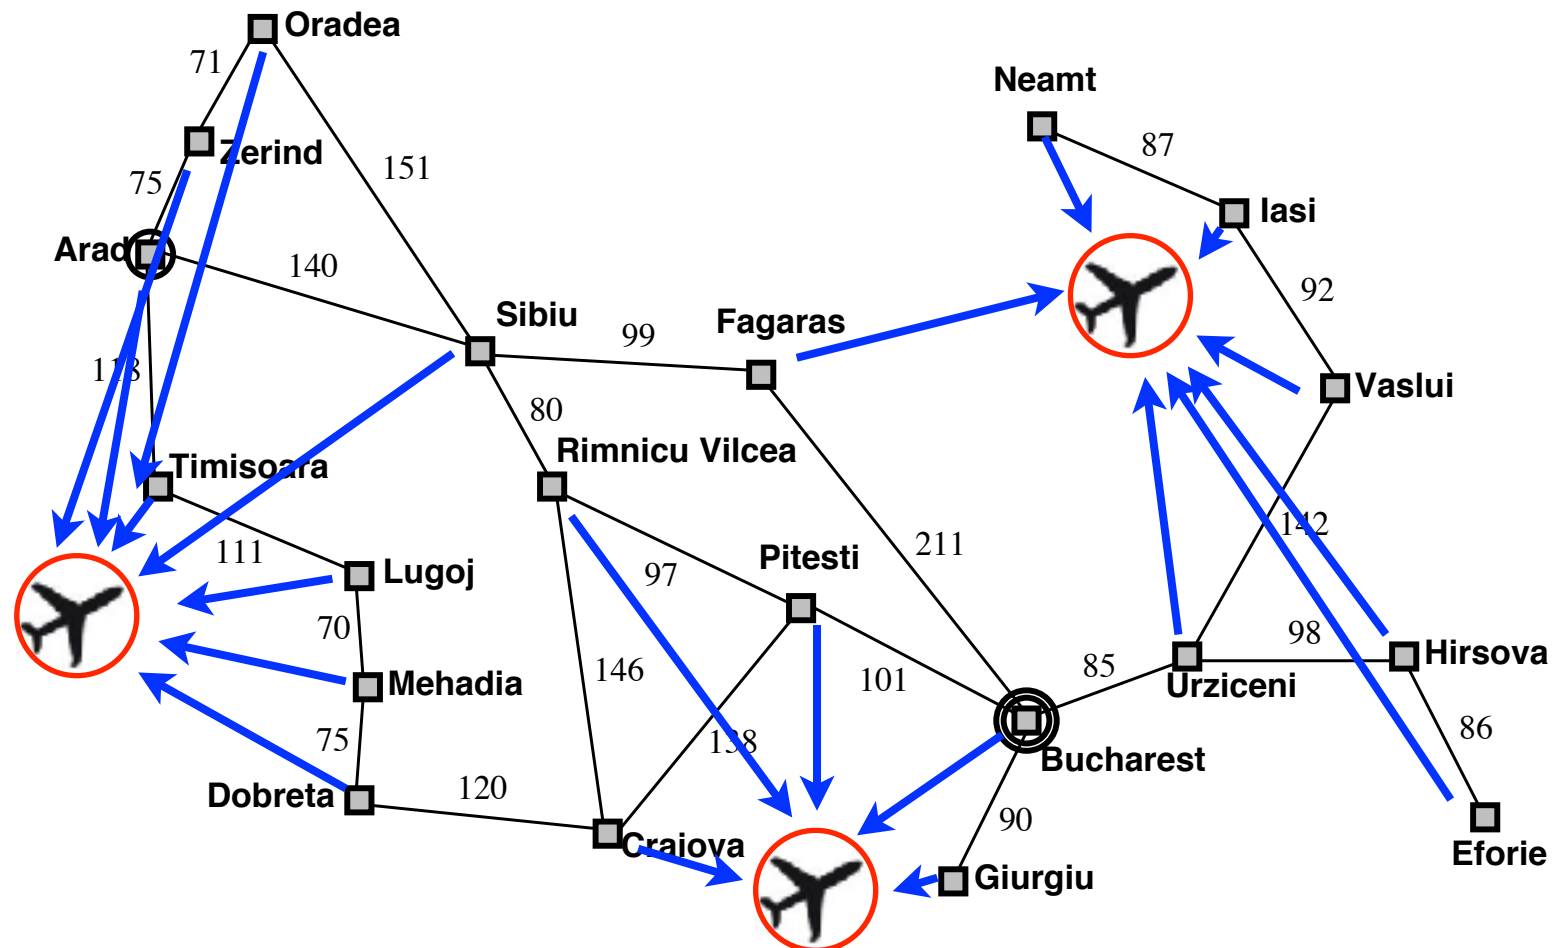 Oradea
71
Neamt
Zerind
87
151
75
Iasi
Arad
140
92
Sibiu
Fagaras
99
118
Vaslui
80
Rimnicu Vilcea
Timisoara
142
111
211
Pitesti
97
Lugoj
70
98
Hirsova
146
101
85
Mehadia
Urziceni
138
86
75
Bucharest
Dobreta
120
90
Craiova
Eforie
Giurgiu